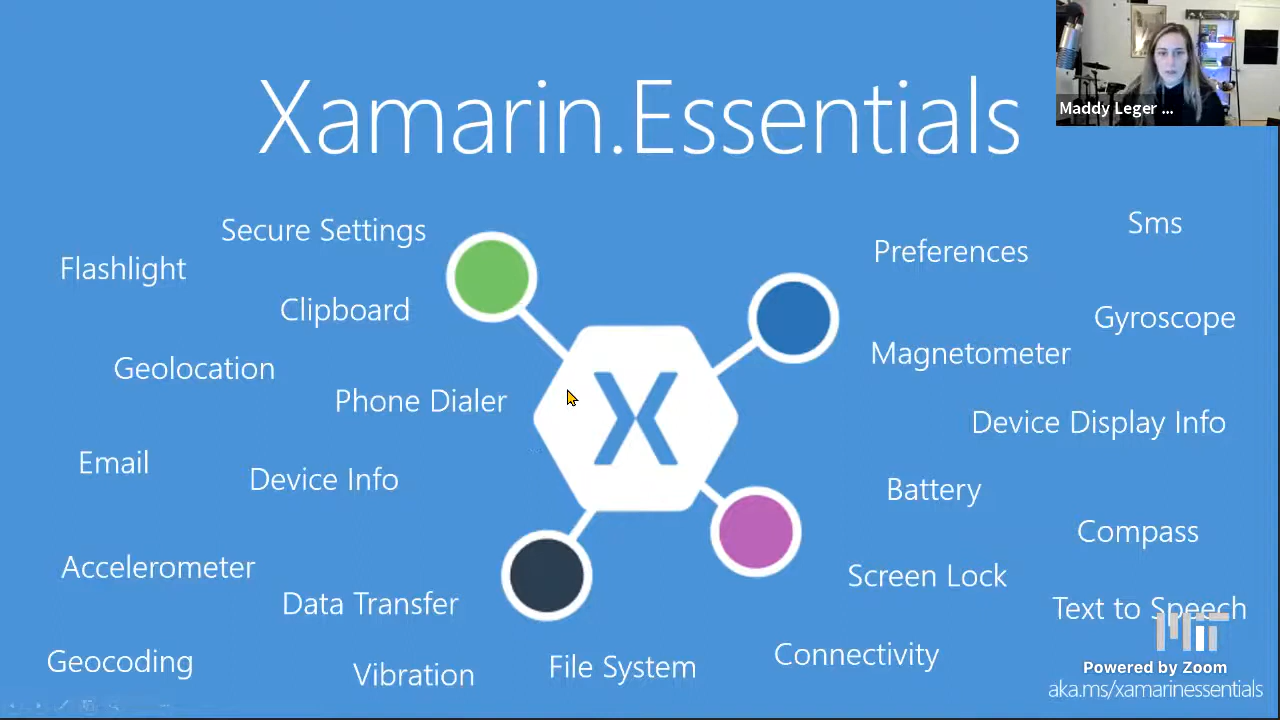 Xamarin.Essentials
Maddy Leger ...
Secure Settings
Flashlight
Clipboard
Geolocation
Phone Dialer
Email
Device Info
Accelerometer
Data Transfer
Geocoding
Vibration
File System
Sms
Preferences
Gyroscope
Magnetometer
Device Display Info
Battery
Compass
Screen Lock
Text to Speech
Connectivity
X
MIT
Powered by Zoom
aka.ms/xamarinessentials